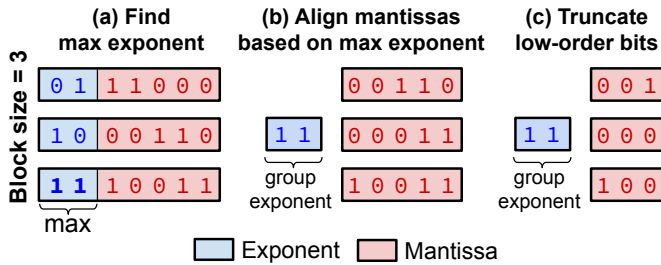 (a) Find
max exponent
(b) Align mantissas
based on max exponent
(c) Truncate
low-order bits
Block size = 3
0 1 1 1 0 0 0
1 0 0 0 1 1 0
1 1 1 0 0 1 1
max
0 0 1 1 0
1 1 0 0 0 1 1
1 0 0 1 1
group
exponent
0 0 1
1 1 0 0 0
1 0 0
group
exponent
Exponent
Mantissa